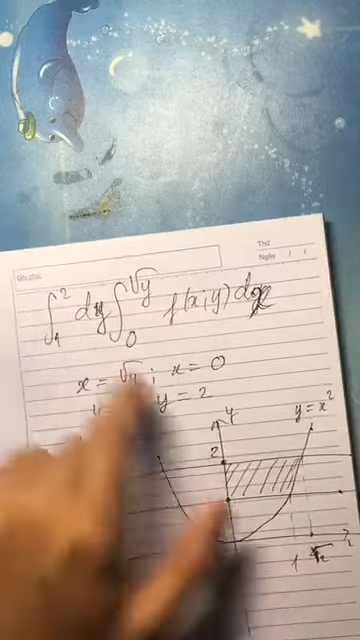 Thứ
Ngày / /
∫₁² dy ∫₀^√y f(x;y) dx
x = √y ; x = 0
y = 2
y
y = x²
2
1 √2